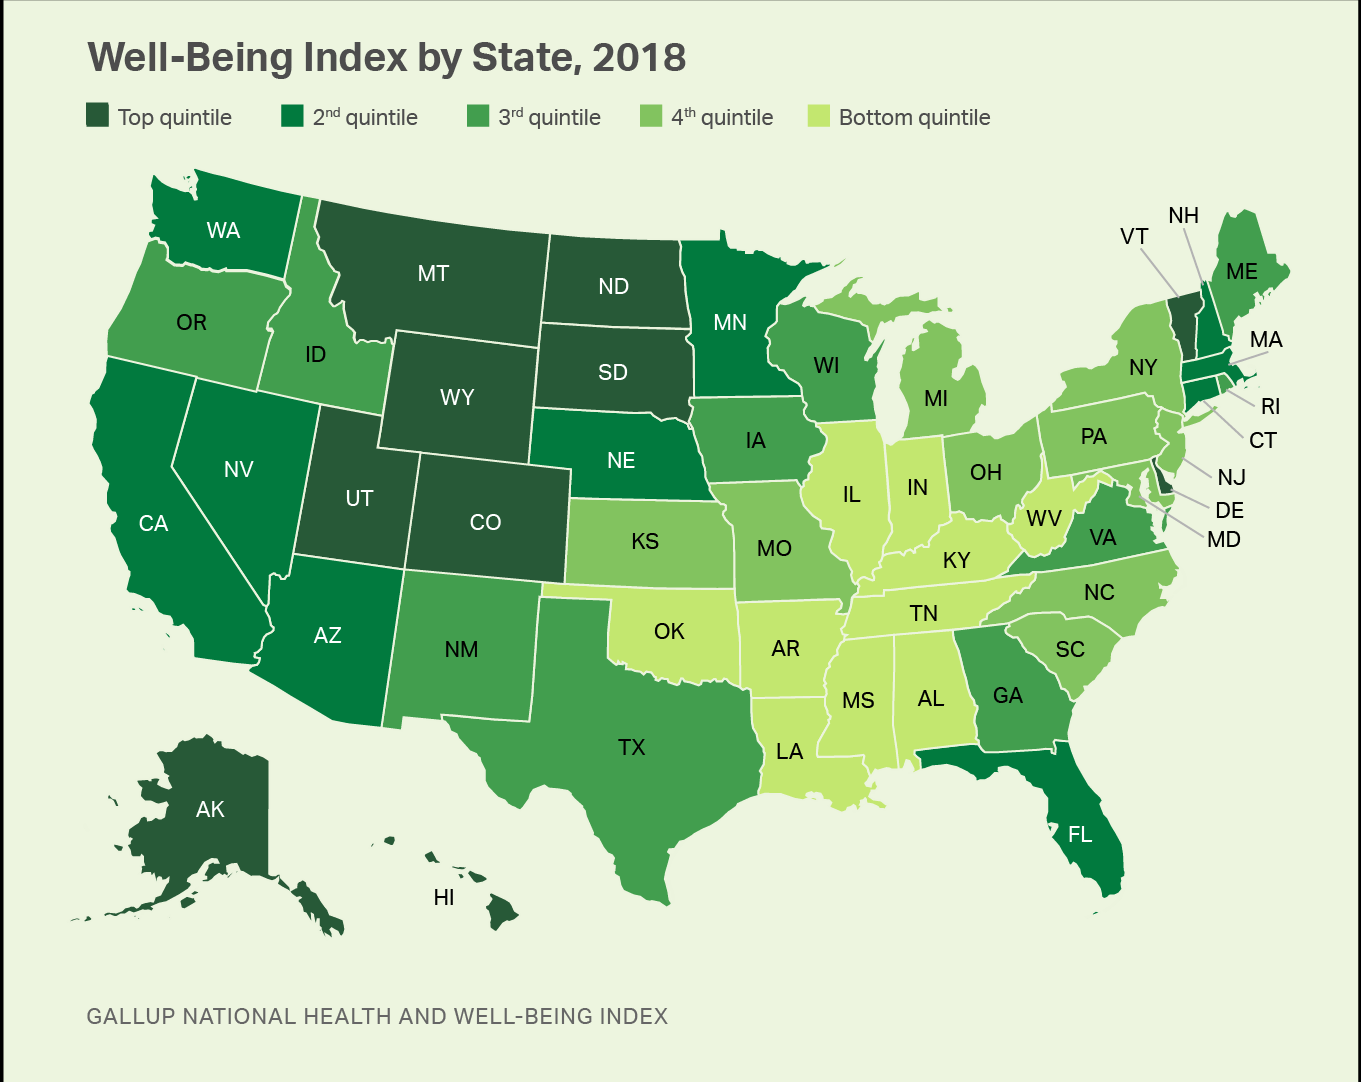 Well-Being Index by State, 2018
Top quintile 2nd quintile 3rd quintile 4th quintile Bottom quintile
NH
WA
VT
MT
ME
ND
OR
MN
MA
ID
WI
NY
SD
WY
MI
RI
PA
CT
IA
NE
NV
OH
NJ
UT
IL
IN
DE
CA
CO
WV
VA
MD
KS
MO
KY
NC
TN
AZ
OK
NM
AR
SC
MS
AL
GA
TX
LA
AK
FL
HI
GALLUP NATIONAL HEALTH AND WELL-BEING INDEX